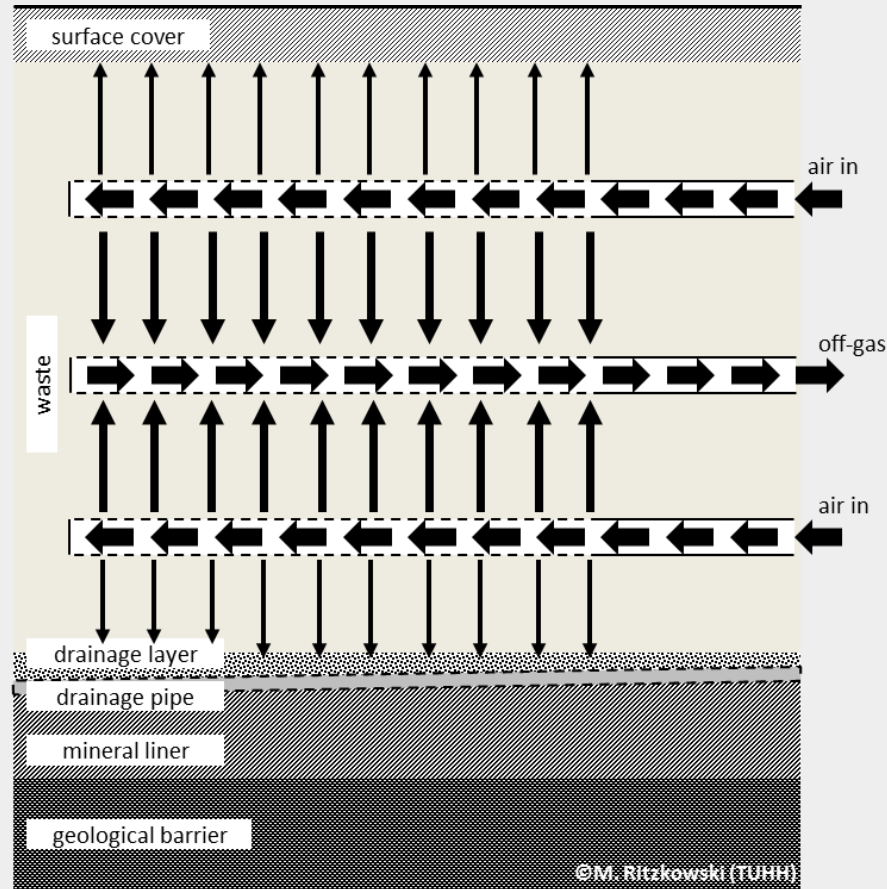 surface cover
air in
off-gas
waste
air in
drainage layer
drainage pipe
mineral liner
geological barrier
©M. Ritzkowski (TUHH)